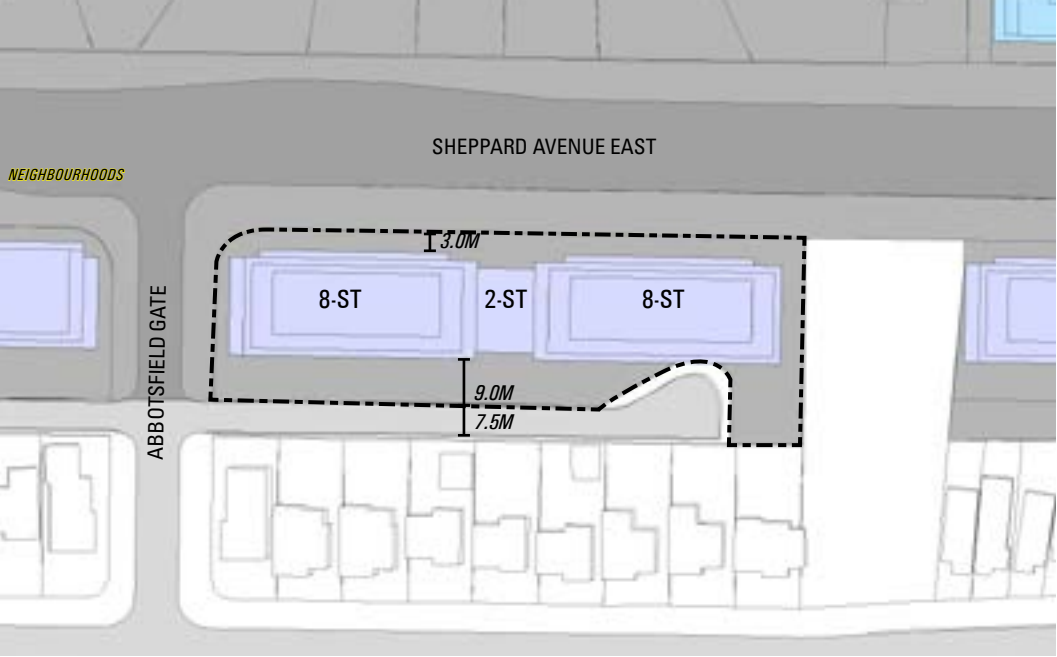 SHEPPARD AVENUE EAST
NEIGHBOURHOODS
3.0M
8-ST
2-ST
8-ST
ABBOTSFIELD GATE
9.0M
7.5M